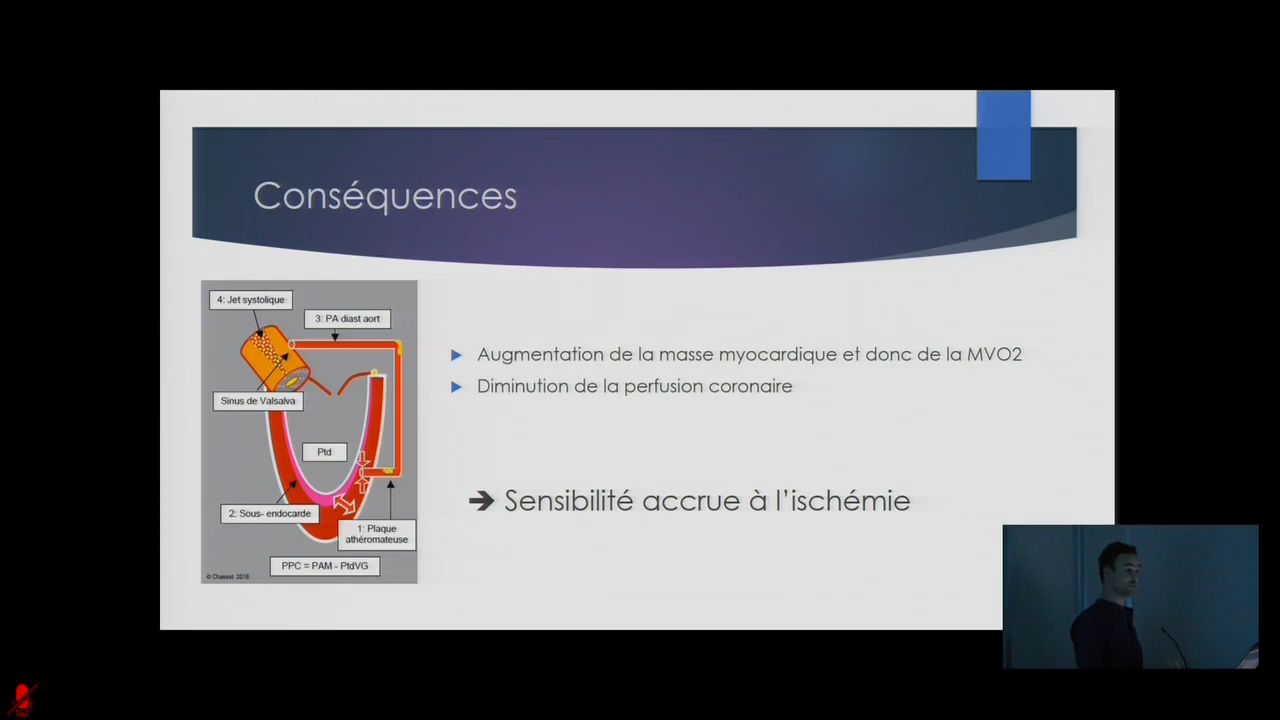 Conséquences
4: Jet systolique
3: PA diast aort
Sinus de Valsalva
Ptd
2: Sous- endocarde
1: Plaque
athéromateuse
PPC = PAM - PtdVG
© Chassot 2018
Augmentation de la masse myocardique et donc de la MVO2
Diminution de la perfusion coronaire
➔ Sensibilité accrue à l’ischémie